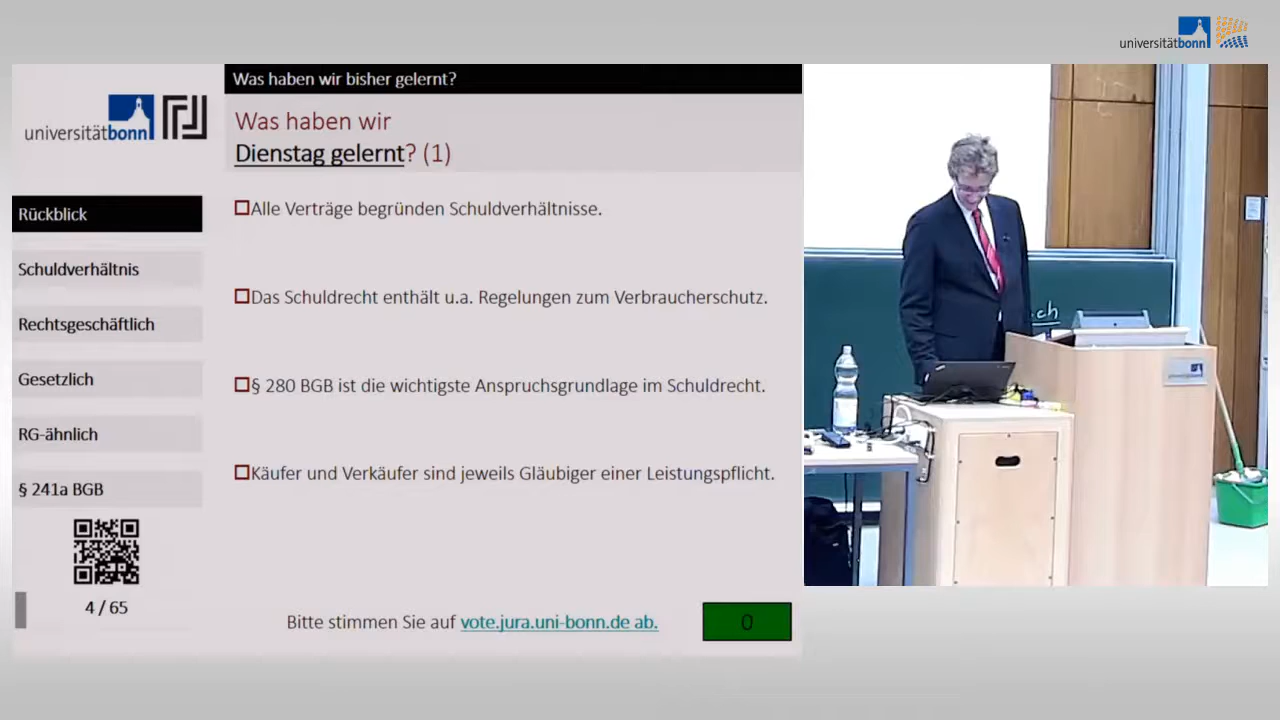 universitätbonn
Was haben wir bisher gelernt?
universitätbonn
Was haben wir
Dienstag gelernt? (1)
Rückblick
Schuldverhältnis
Rechtsgeschäftlich
Gesetzlich
RG-ähnlich
§ 241a BGB
4 / 65
Alle Verträge begründen Schuldverhältnisse.
Das Schuldrecht enthält u.a. Regelungen zum Verbraucherschutz.
§ 280 BGB ist die wichtigste Anspruchsgrundlage im Schuldrecht.
Käufer und Verkäufer sind jeweils Gläubiger einer Leistungspflicht.
Bitte stimmen Sie auf vote.jura.uni-bonn.de ab.
0
ch